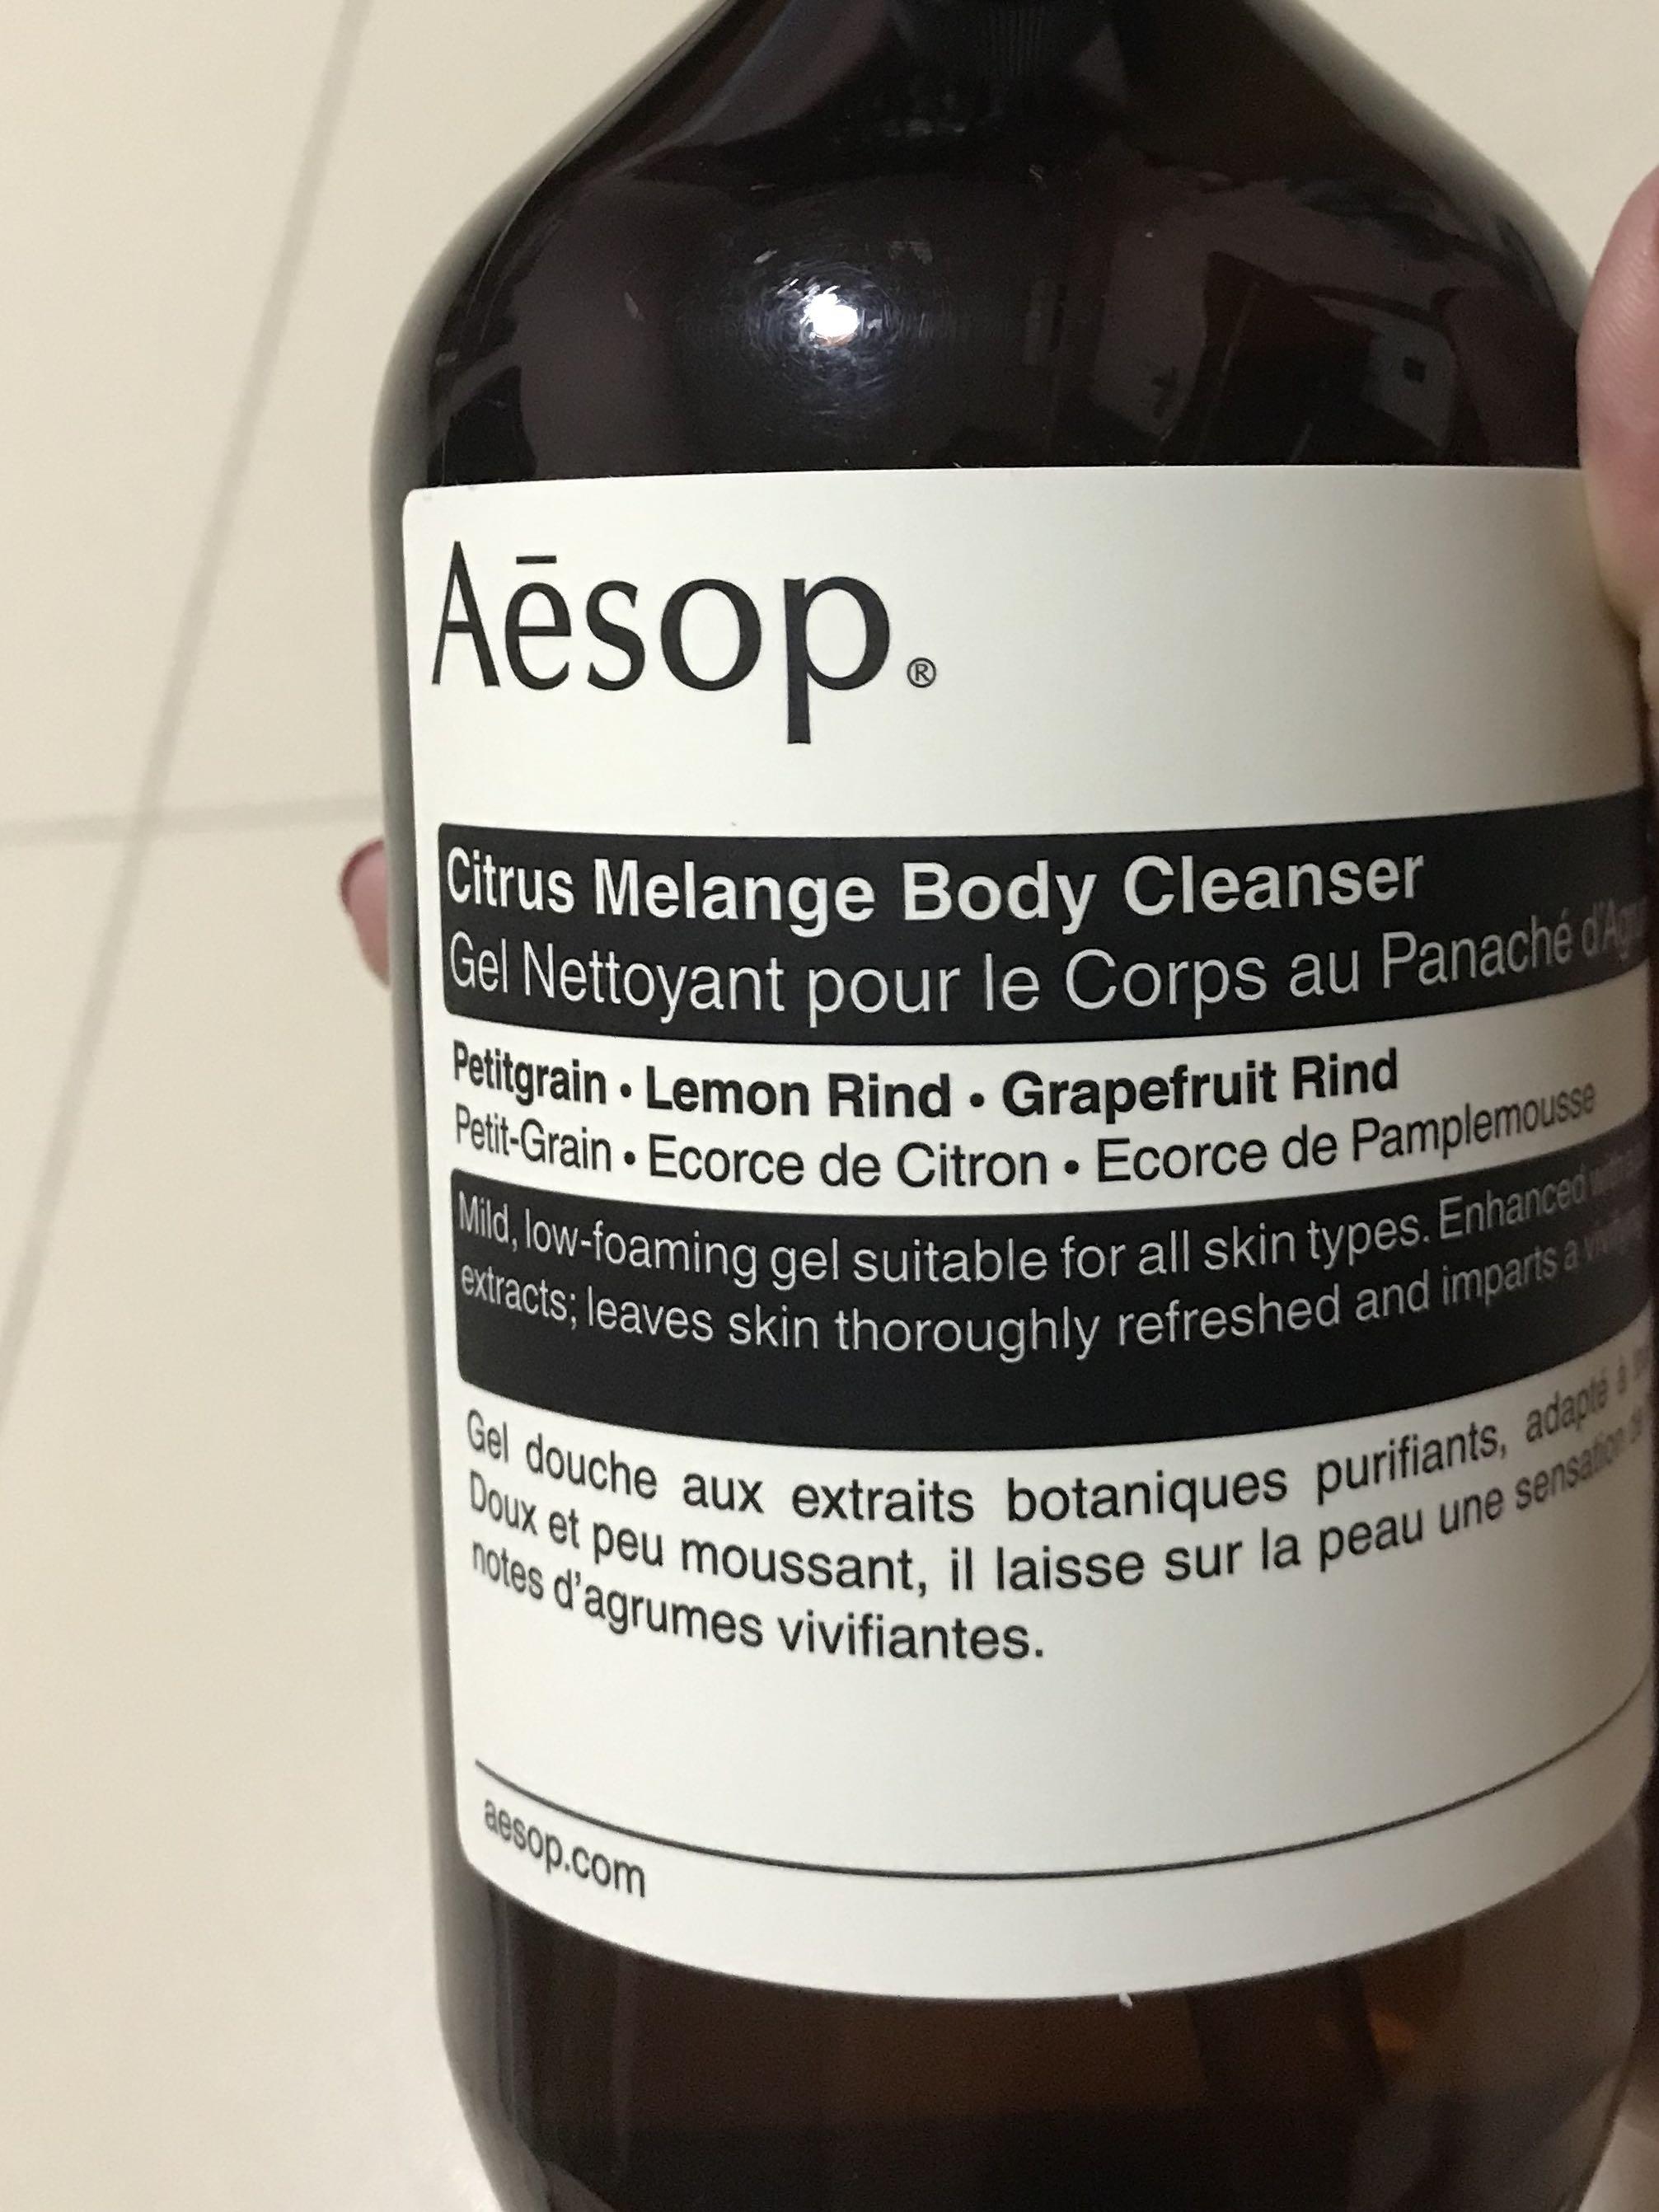 Aēsop®
Citrus Melange Body Cleanser
Gel Nettoyant pour le Corps au Panaché
Petitgrain • Lemon Rind • Grapefruit Rind
Petit-Grain • Ecorce de Citron • Ecorce de Pamplemousse
Mild, low-foaming gel suitable for all skin types. Enhanced
extracts; leaves skin thoroughly refreshed and imparts a
Gel douche aux extraits botaniques purifiants, adapté à
Doux et peu moussant, il laisse sur la peau une sensation de
notes d'agrumes vivifiantes.
aesop.com